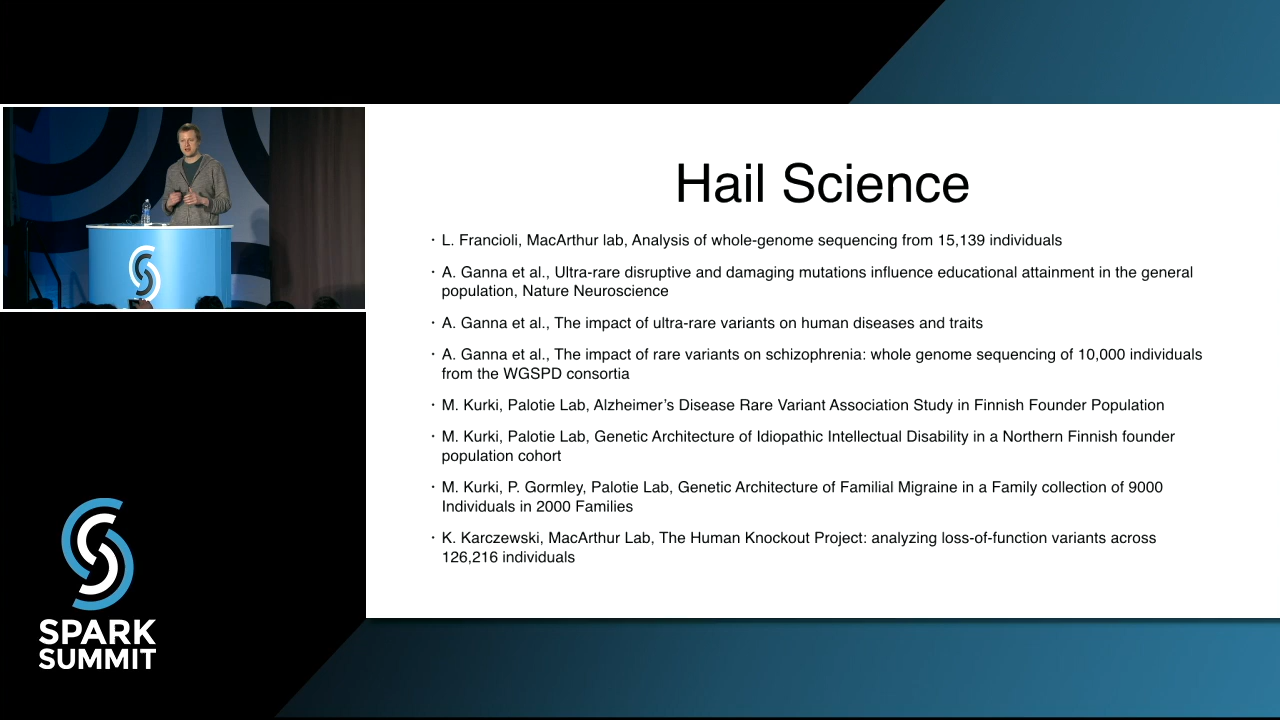 Hail Science
· L. Francioli, MacArthur lab, Analysis of whole-genome sequencing from 15,139 individuals
· A. Ganna et al., Ultra-rare disruptive and damaging mutations influence educational attainment in the general
population, Nature Neuroscience
· A. Ganna et al., The impact of ultra-rare variants on human diseases and traits
· A. Ganna et al., The impact of rare variants on schizophrenia: whole genome sequencing of 10,000 individuals
from the WGSPD consortia
· M. Kurki, Palotie Lab, Alzheimer’s Disease Rare Variant Association Study in Finnish Founder Population
· M. Kurki, Palotie Lab, Genetic Architecture of Idiopathic Intellectual Disability in a Northern Finnish founder
population cohort
· M. Kurki, P. Gormley, Palotie Lab, Genetic Architecture of Familial Migraine in a Family collection of 9000
Individuals in 2000 Families
· K. Karczewski, MacArthur Lab, The Human Knockout Project: analyzing loss-of-function variants across
126,216 individuals
SPARK
SUMMIT